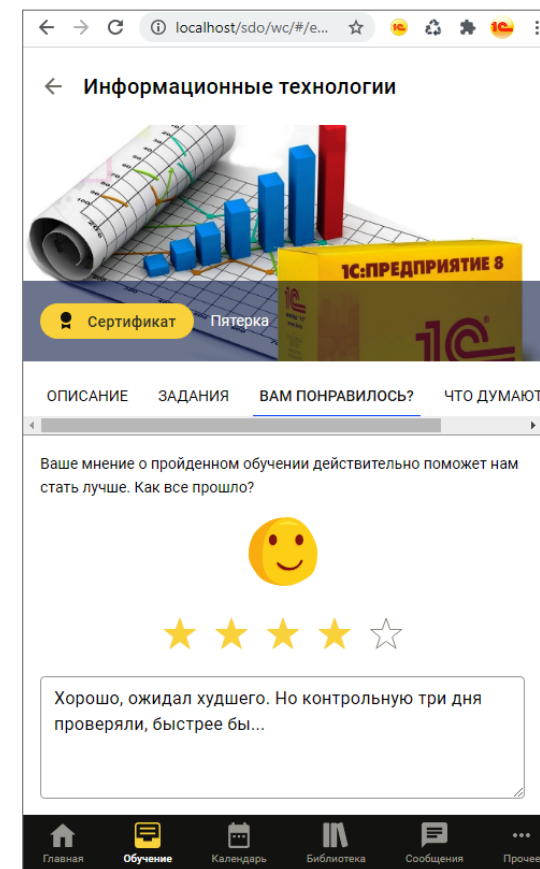 localhost/sdo/wc/#/e...
Информационные технологии
1С:ПРЕДПРИЯТИЕ 8
1С
Сертификат
Пятерка
1С
ОПИСАНИЕ ЗАДАНИЯ ВАМ ПОНРАВИЛОСЬ? ЧТО ДУМАЮТ
Ваше мнение о пройденном обучении действительно поможет нам
стать лучше. Как все прошло?
Хорошо, ожидал худшего. Но контрольную три дня
проверяли, быстрее бы...
Главная Обучение Календарь Библиотека Сообщения Прочее